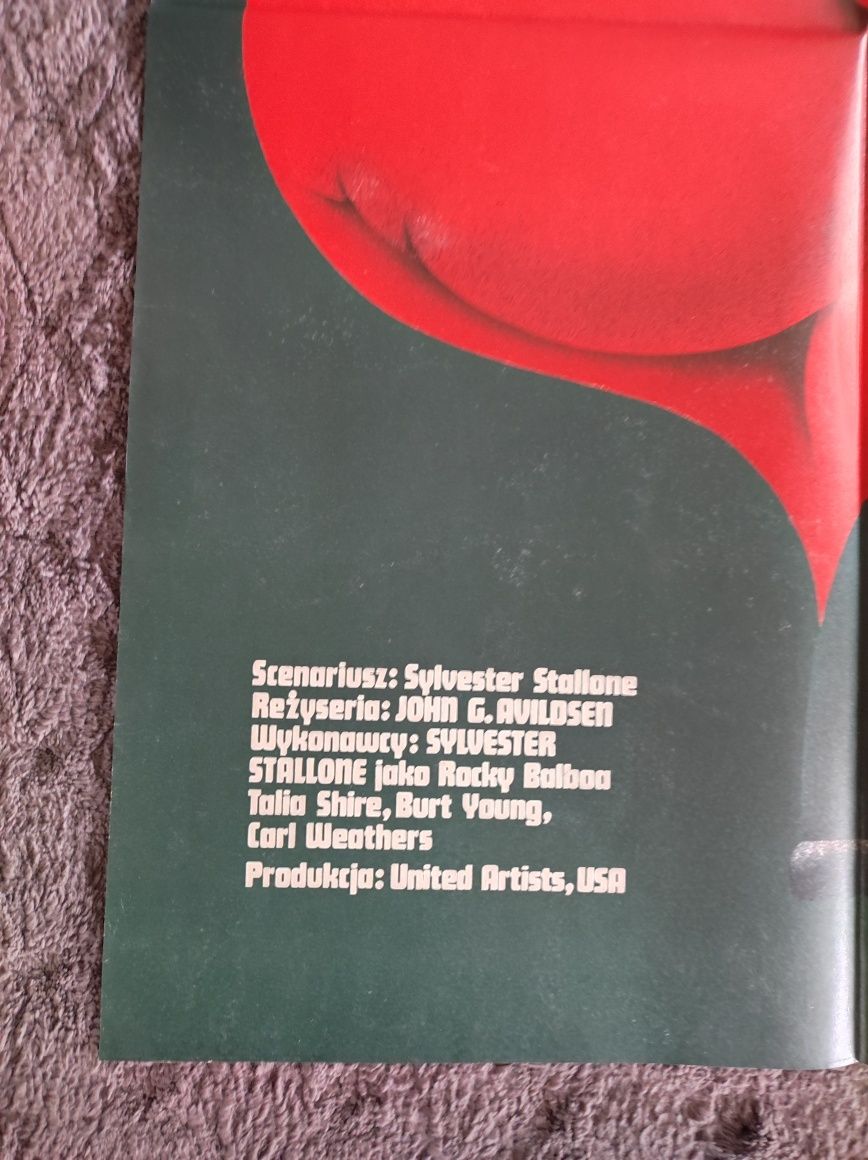 Scenariusz: Sylvester Stallone
Reżyseria: JOHN G. AVILDSEN
Wykonawcy: SYLVESTER
STALLONE jako Rocky Balboa
Talia Shire, Burt Young,
Carl Weathers
Produkcja: United Artists, USA